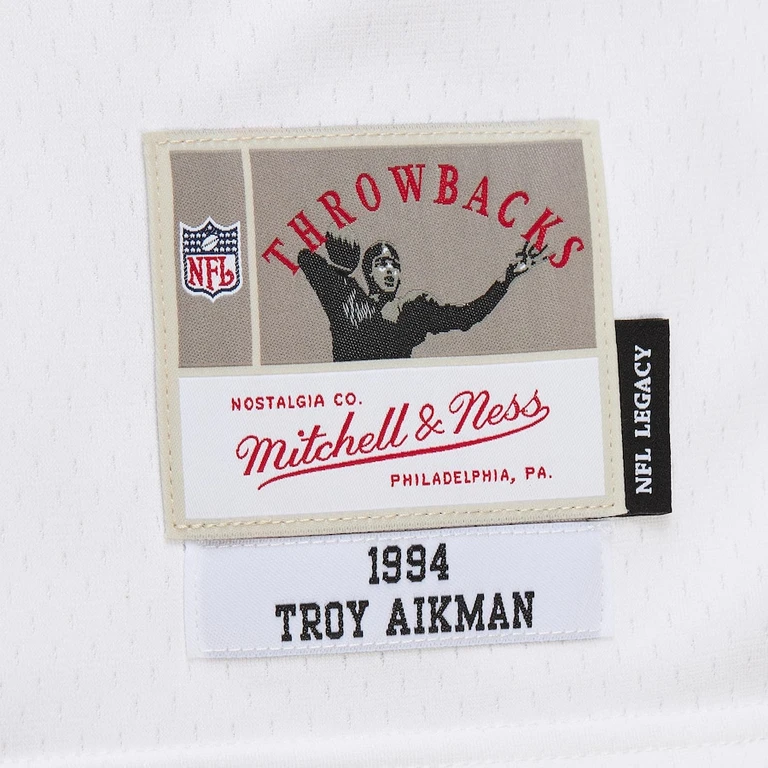 THROWBACKS
NFL
NOSTALGIA CO.
Mitchell & Ness
PHILADELPHIA, PA.
NFL LEGACY
1994
TROY AIKMAN